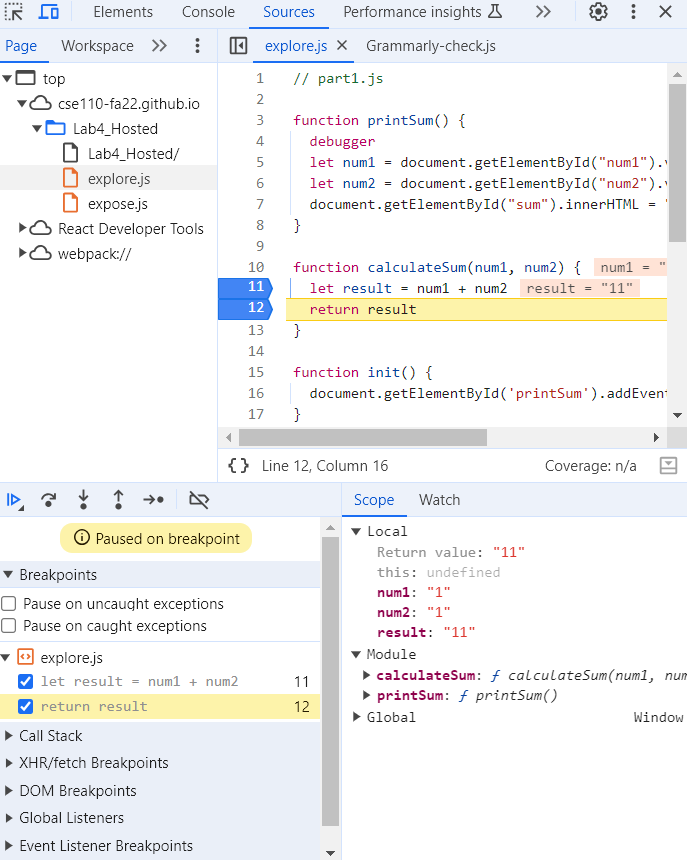 Elements Console Sources Performance insights
Page Workspace explore.js Grammarly-check.js
top
cse110-fa22.github.io
Lab4_Hosted
Lab4_Hosted/
explore.js
expose.js
React Developer Tools
webpack://
1 // part1.js
2
3 function printSum() {
4 debugger
5 let num1 = document.getElementById("num1").v
6 let num2 = document.getElementById("num2").v
7 document.getElementById("sum").innerHTML = "
8 }
9
10 function calculateSum(num1, num2) { num1 = "
11 let result = num1 + num2 result = "11"
12 return result
13 }
14
15 function init() {
16 document.getElementById('printSum').addEvent
17 }
{} Line 12, Column 16 Coverage: n/a
Paused on breakpoint
Breakpoints
Pause on uncaught exceptions
Pause on caught exceptions
explore.js
let result = num1 + num2 11
return result 12
Call Stack
XHR/fetch Breakpoints
DOM Breakpoints
Global Listeners
Event Listener Breakpoints
Scope Watch
Local
Return value: "11"
this: undefined
num1: "1"
num2: "1"
result: "11"
Module
calculateSum: ƒ calculateSum(num1, num
printSum: ƒ printSum()
Global Window